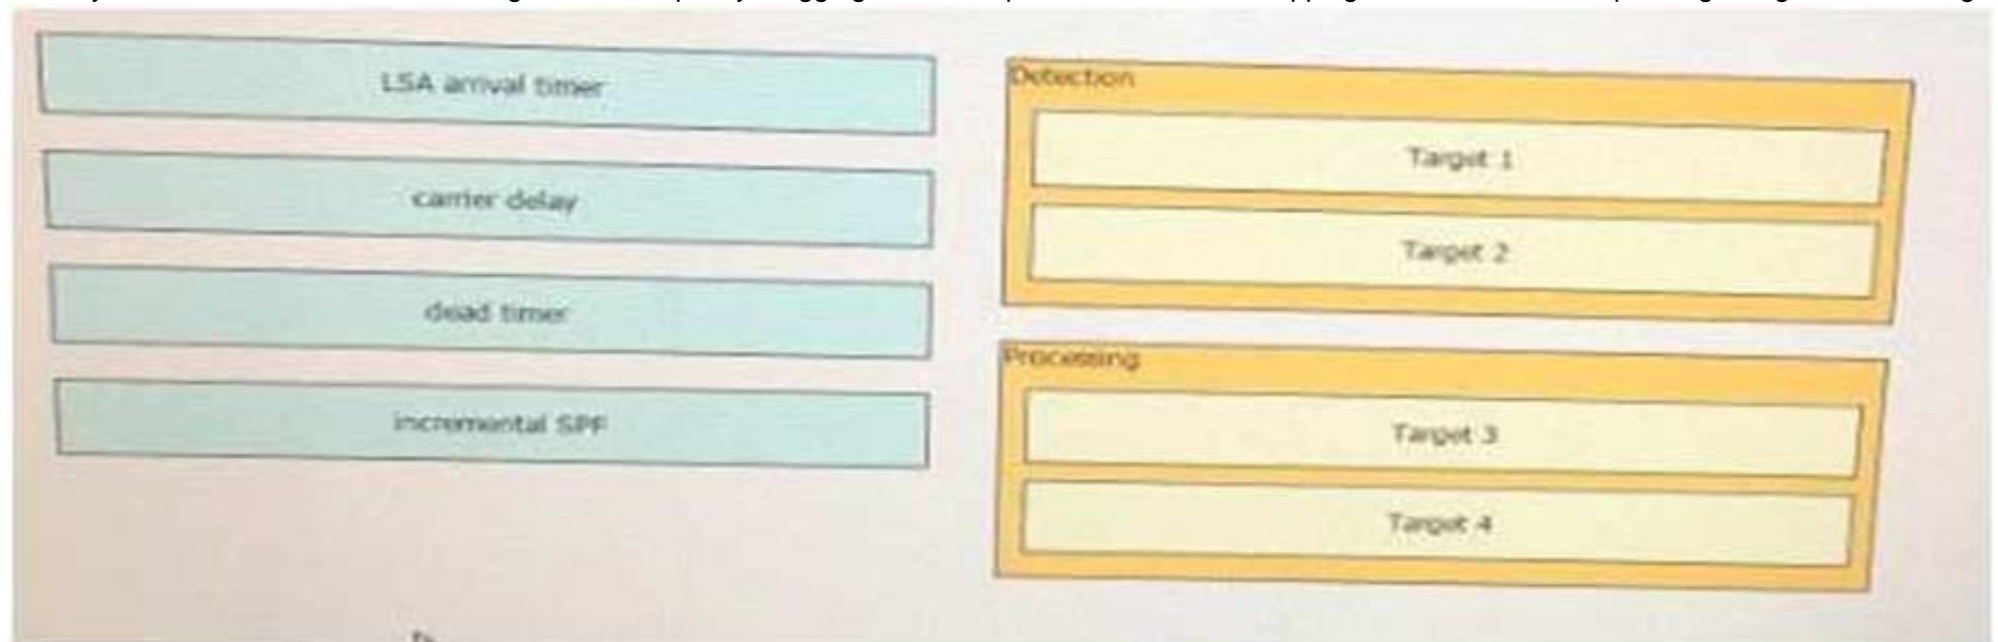 LSA arrival timer
carrier delay
dead timer
incremental SPF
Detection
Target 1
Target 2
Processing
Target 3
Target 4